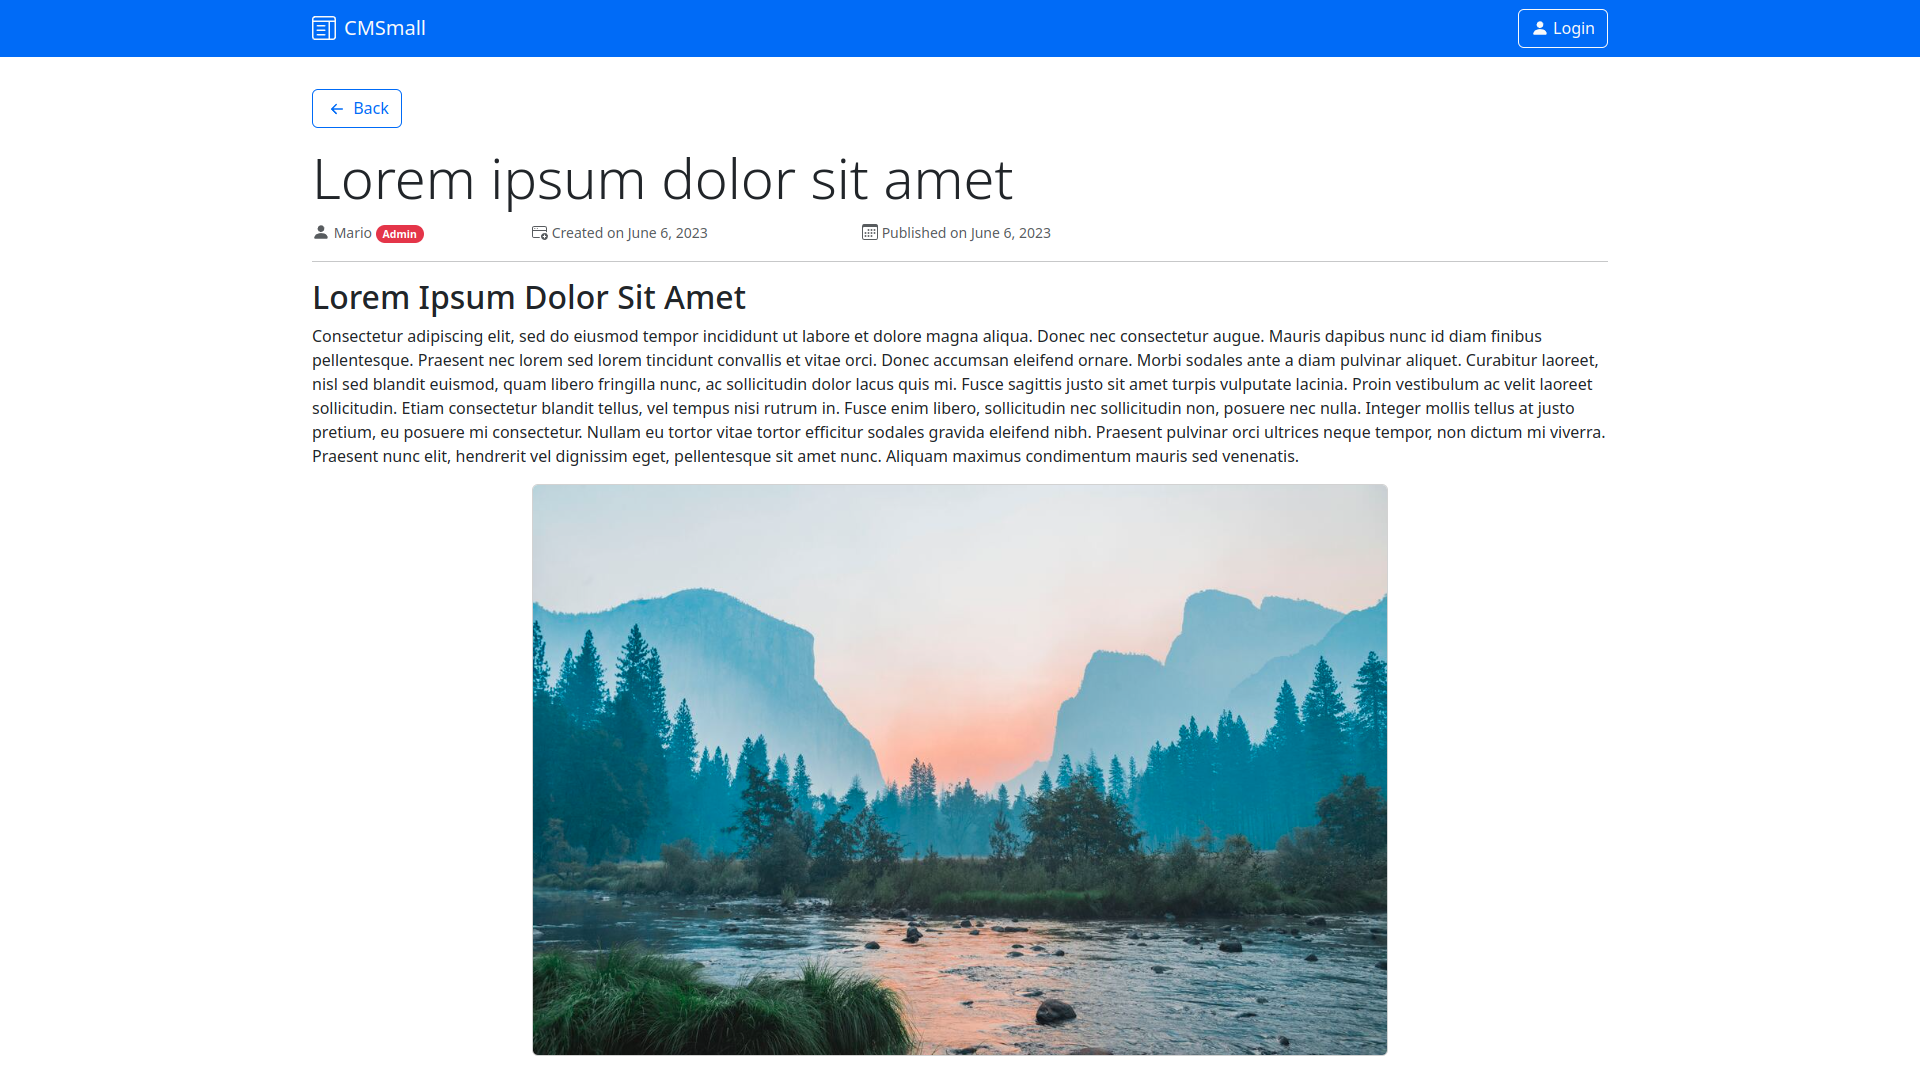 CMSmall
Login
Back
Lorem ipsum dolor sit amet
Mario Admin Created on June 6, 2023 Published on June 6, 2023
Lorem Ipsum Dolor Sit Amet
Consectetur adipiscing elit, sed do eiusmod tempor incididunt ut labore et dolore magna aliqua. Donec nec consectetur augue. Mauris dapibus nunc id diam finibus
pellentesque. Praesent nec lorem sed lorem tincidunt convallis et vitae orci. Donec accumsan eleifend ornare. Morbi sodales ante a diam pulvinar aliquet. Curabitur laoreet,
nisl sed blandit euismod, quam libero fringilla nunc, ac sollicitudin dolor lacus quis mi. Fusce sagittis justo sit amet turpis vulputate lacinia. Proin vestibulum ac velit laoreet
sollicitudin. Etiam consectetur blandit tellus, vel tempus nisi rutrum in. Fusce enim libero, sollicitudin nec sollicitudin non, posuere nec nulla. Integer mollis tellus at justo
pretium, eu posuere mi consectetur. Nullam eu tortor vitae tortor efficitur sodales gravida eleifend nibh. Praesent pulvinar orci ultrices neque tempor, non dictum mi viverra.
Praesent nunc elit, hendrerit vel dignissim eget, pellentesque sit amet nunc. Aliquam maximus condimentum mauris sed venenatis.